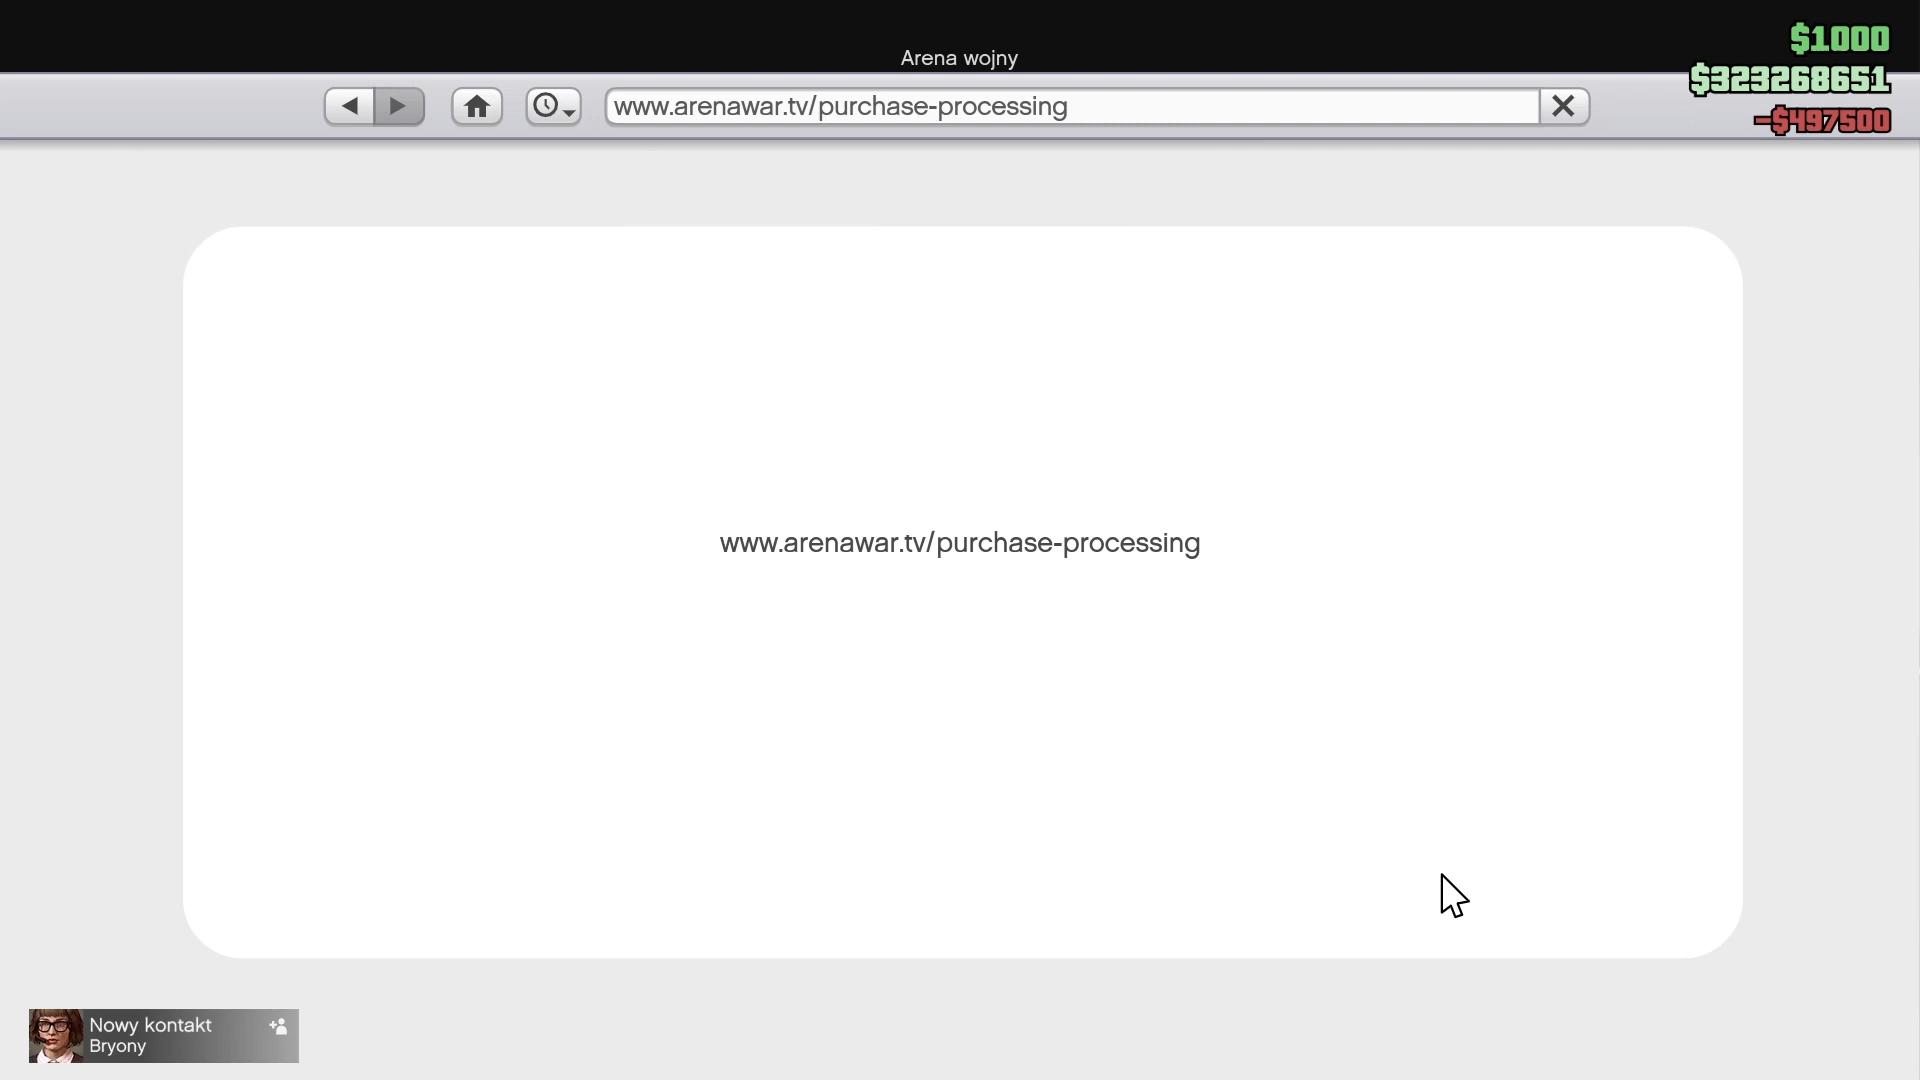 Arena wojny
$1000
$323268651
-$497500
www.arenawar.tv/purchase-processing
www.arenawar.tv/purchase-processing
Nowy kontakt
Bryony